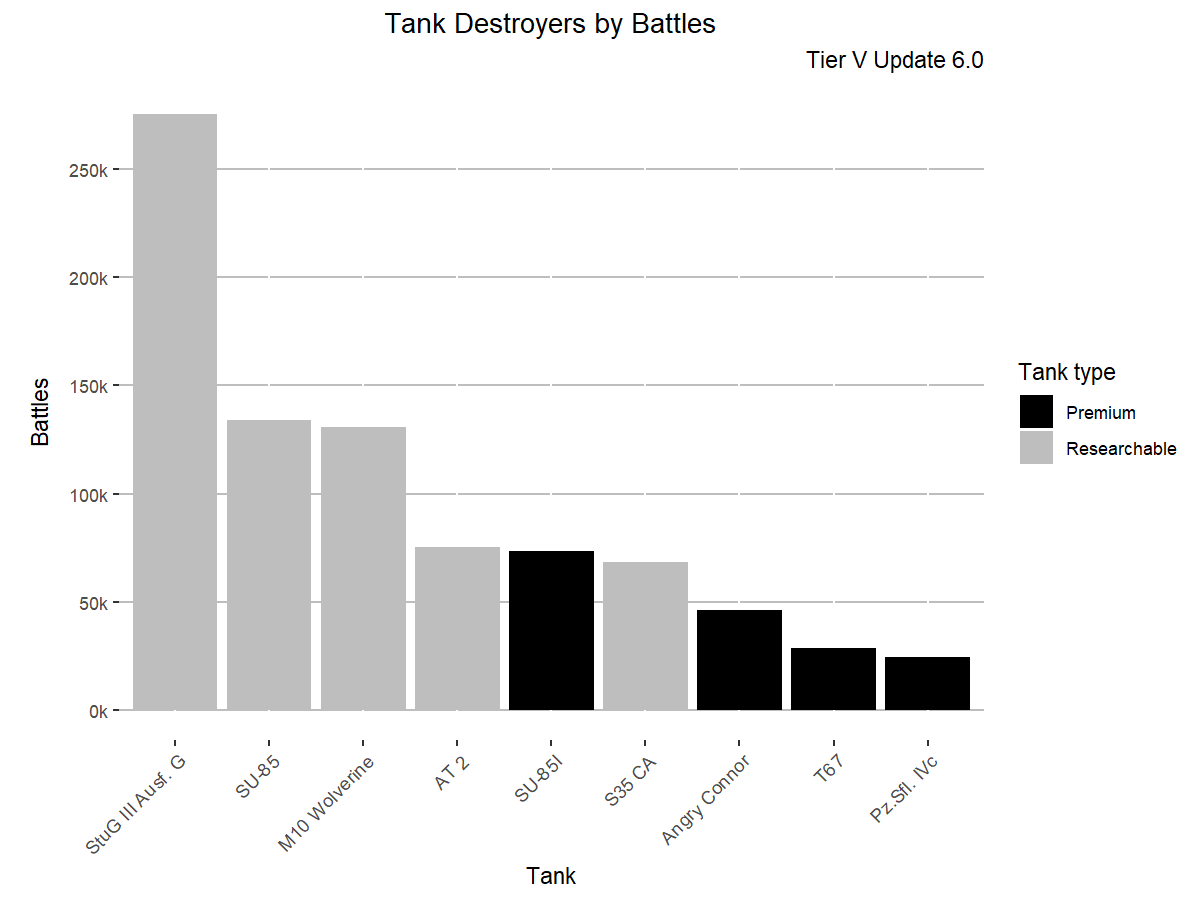 Tank Destroyers by Battles
Tier V Update 6.0
Battles
250k
200k
150k
100k
50k
0k
StuG III Ausf. G
SU-85
M10 Wolverine
AT 2
SU-85I
S35 CA
Angry Connor
T67
Pz.Sfl. IVc
Tank
Tank type
Premium
Researchable